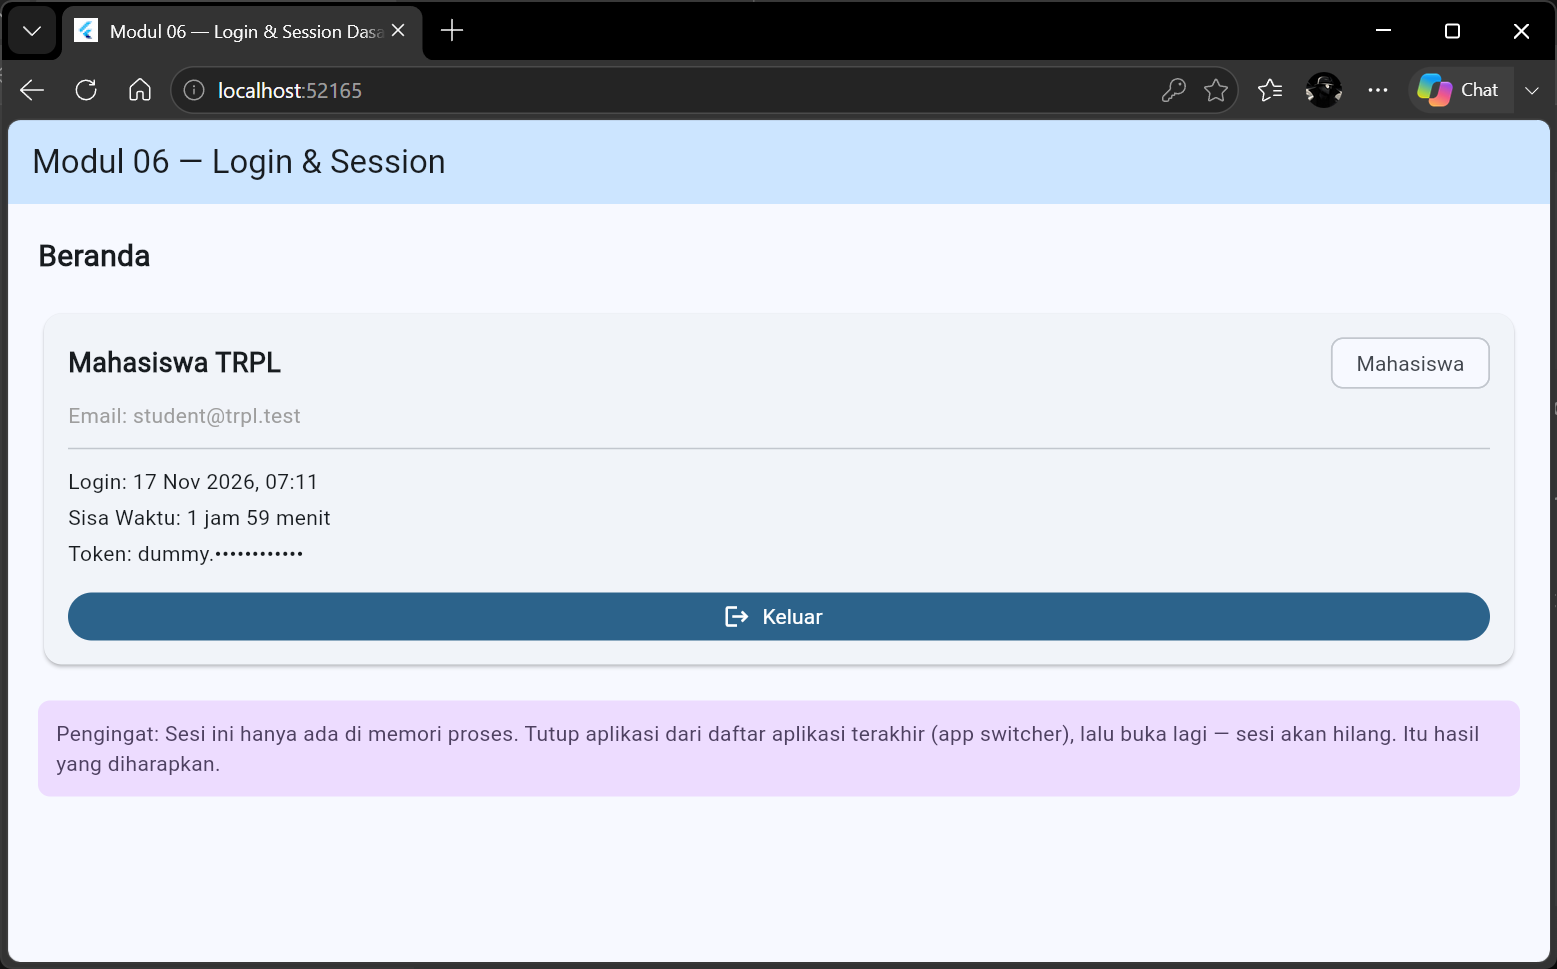 Modul 06 — Login & Session Dasa
localhost:52165
Chat
Modul 06 — Login & Session
Beranda
Mahasiswa TRPL
Mahasiswa
Email: student@trpl.test
Login: 17 Nov 2026, 07:11
Sisa Waktu: 1 jam 59 menit
Token: dummy.••••••••••••
Keluar
Pengingat: Sesi ini hanya ada di memori proses. Tutup aplikasi dari daftar aplikasi terakhir (app switcher), lalu buka lagi — sesi akan hilang. Itu hasil
yang diharapkan.